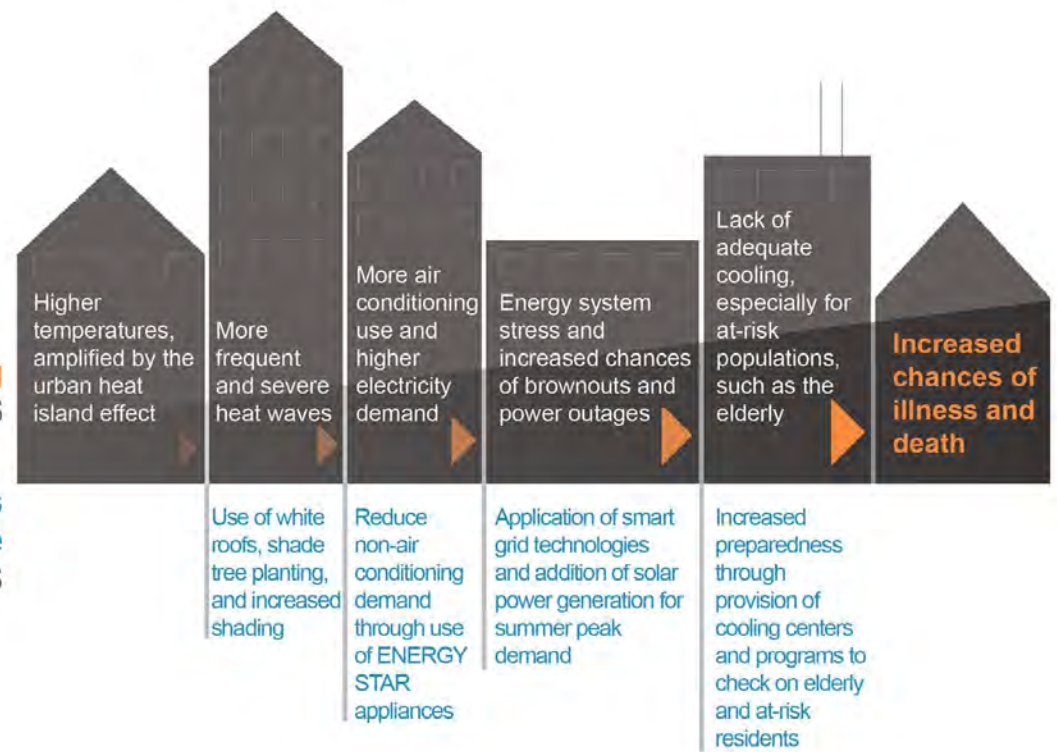 Higher
temperatures,
amplified by the
urban heat
island effect
More
frequent
and severe
heat waves
More air
conditioning
use and
higher
electricity
demand
Energy system
stress and
increased chances
of brownouts and
power outages
Lack of
adequate
cooling,
especially for
at-risk
populations,
such as the
elderly
Increased
chances of
illness and
death
Use of white
roofs, shade
tree planting,
and increased
shading
Reduce
non-air
conditioning
demand
through use
of ENERGY
STAR
appliances
Application of smart
grid technologies
and addition of solar
power generation for
summer peak
demand
Increased
preparedness
through
provision of
cooling centers
and programs to
check on elderly
and at-risk
residents